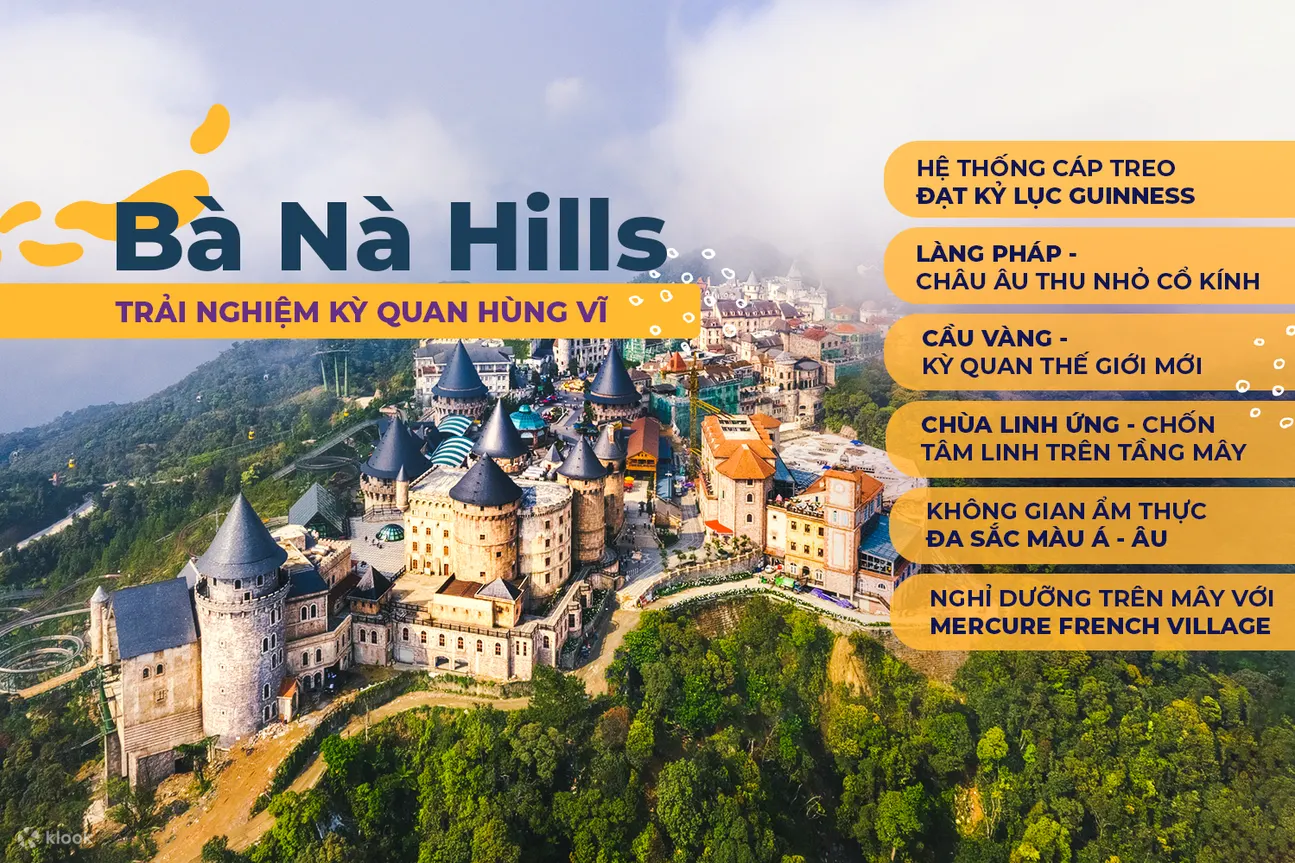 Bà Nà Hills
TRẢI NGHIỆM KỲ QUAN HÙNG VĨ
HỆ THỐNG CÁP TREO
ĐẠT KỶ LỤC GUINNESS
LÀNG PHÁP -
CHÂU ÂU THU NHỎ CỔ KÍNH
CẦU VÀNG -
KỲ QUAN THẾ GIỚI MỚI
CHÙA LINH ỨNG - CHỐN
TÂM LINH TRÊN TẦNG MÂY
KHÔNG GIAN ẨM THỰC
ĐA SẮC MÀU Á - ÂU
NGHỈ DƯỠNG TRÊN MÂY VỚI
MERCURE FRENCH VILLAGE
klook